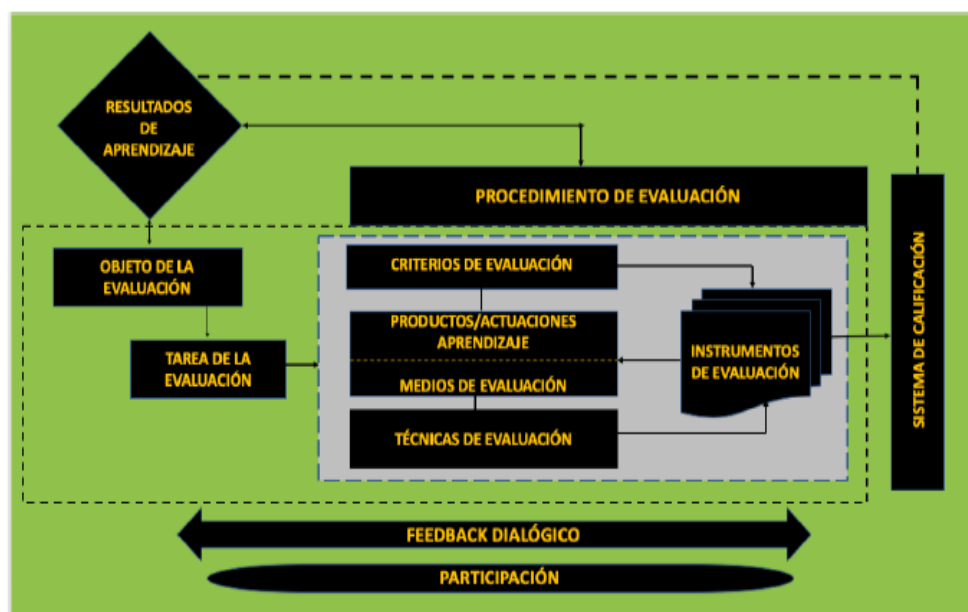 RESULTADOS
DE
APRENDIZAJE
PROCEDIMIENTO DE EVALUACIÓN
OBJETO DE LA
EVALUACIÓN
TAREA DE LA
EVALUACIÓN
CRITERIOS DE EVALUACIÓN
PRODUCTOS/ACTUACIONES
APRENDIZAJE
MEDIOS DE EVALUACIÓN
TÉCNICAS DE EVALUACIÓN
INSTRUMENTOS
DE EVALUACIÓN
SISTEMA DE CALIFICACIÓN
FEEDBACK DIALÓGICO
PARTICIPACIÓN